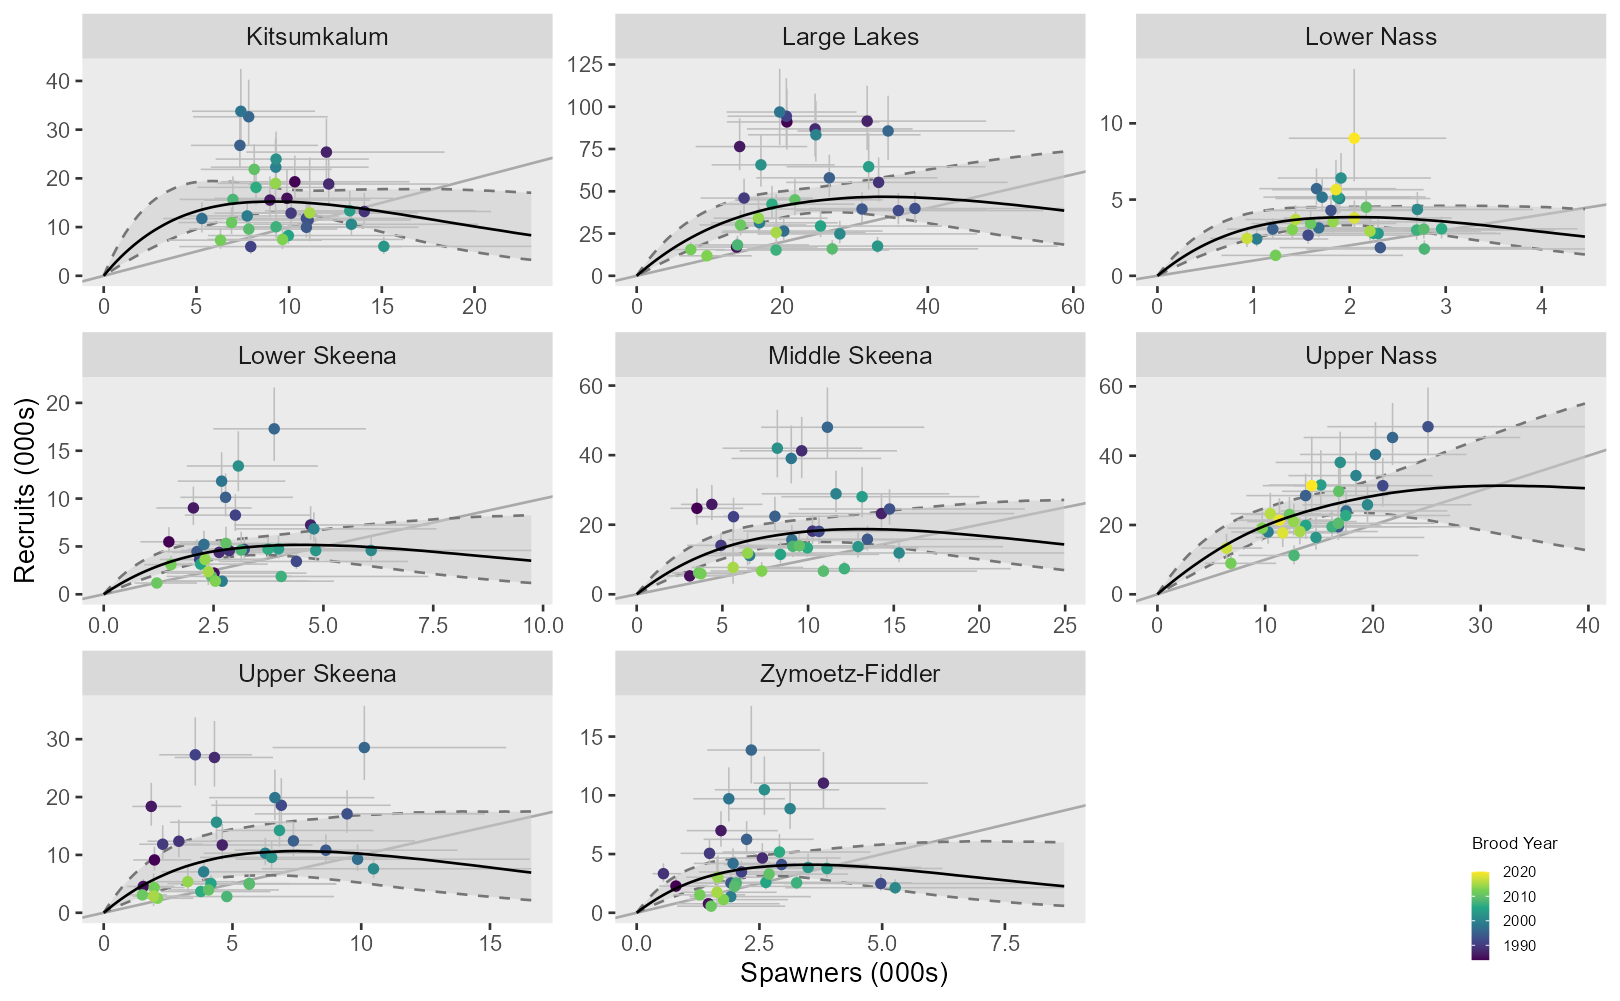 Kitsumkalum
Large Lakes
Lower Nass
40
30
20
10
0
0 5 10 15 20
125
100
75
50
25
0
0 20 40 60
10
5
0
0 1 2 3 4
Lower Skeena
Middle Skeena
Upper Nass
Recruits (000s)
20
15
10
5
0
0.0 2.5 5.0 7.5 10.0
60
40
20
0
0 5 10 15 20 25
60
40
20
0
0 10 20 30 40
Upper Skeena
Zymoetz-Fiddler
30
20
10
0
0 5 10 15
15
10
5
0
0.0 2.5 5.0 7.5
Spawners (000s)
Brood Year
2020
2010
2000
1990